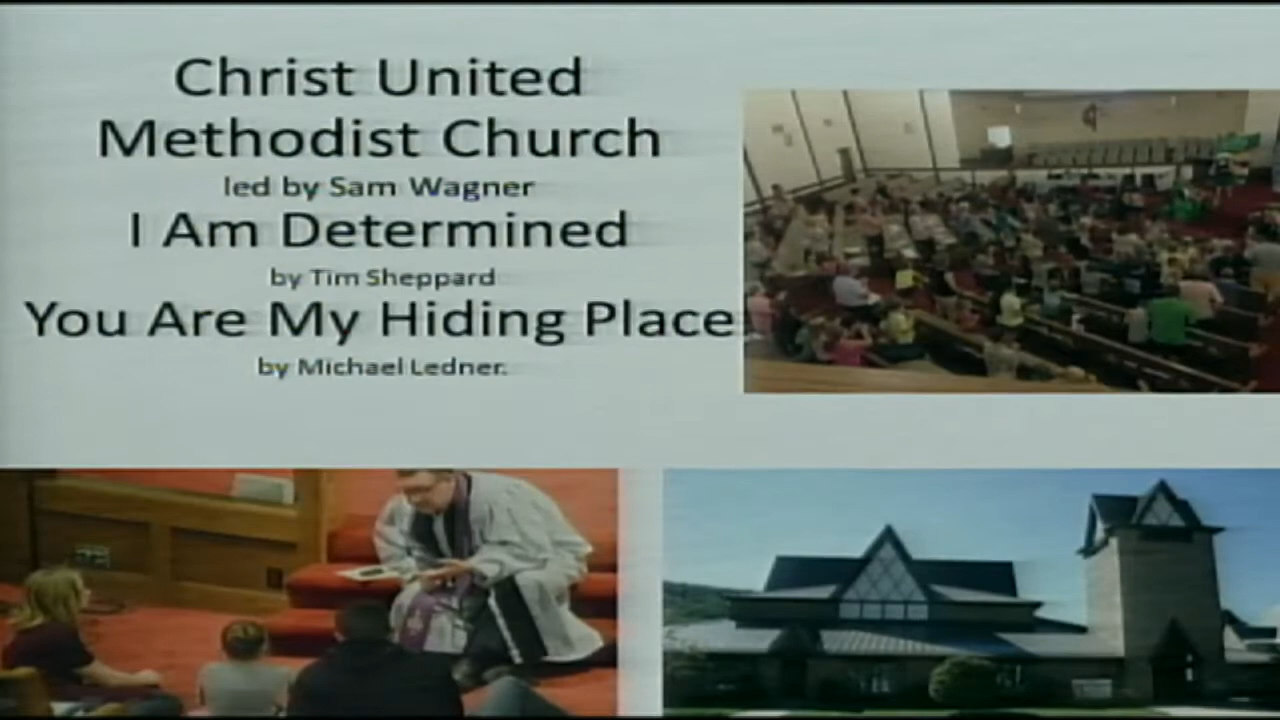 Christ United
Methodist Church
led by Sam Wagner
I Am Determined
by Tim Sheppard
You Are My Hiding Place
by Michael Ledner.